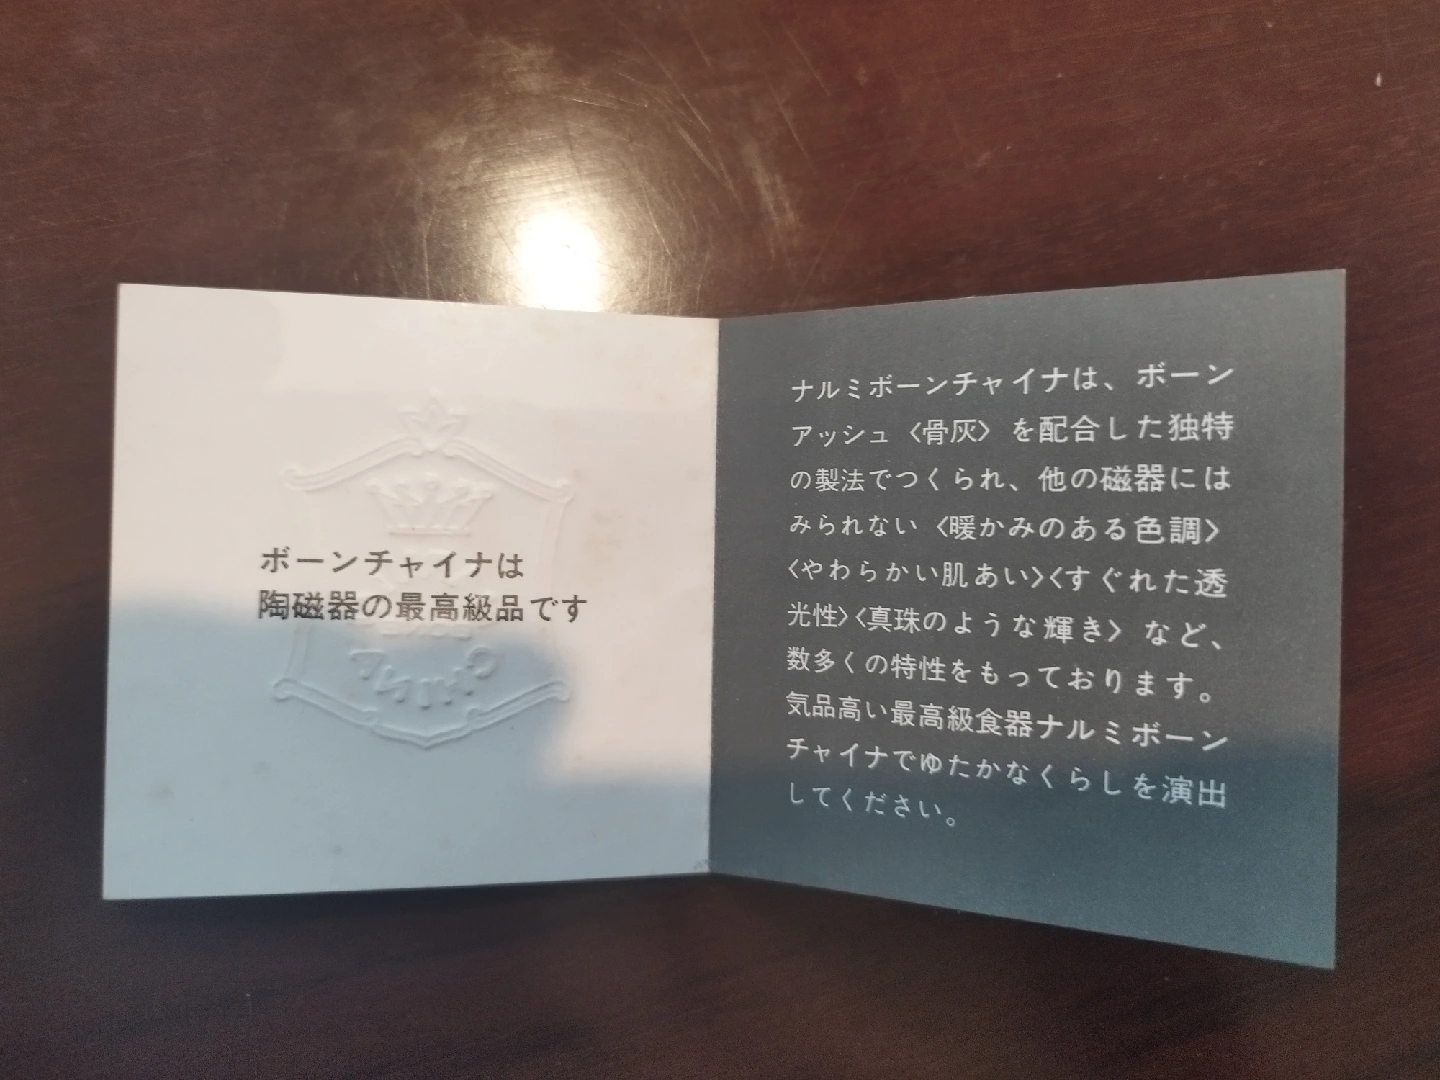 ボーンチャイナは
陶磁器の最高級品です
CHINA
ナルミボーンチャイナは、ボーン
アッシュ〈骨灰〉を配合した独特
の製法でつくられ、他の磁器には
みられない〈暖かみのある色調〉
〈やわらかい肌あい〉〈すぐれた透
光性〉〈真珠のような輝き〉など、
数多くの特性をもっております。
気品高い最高級食器ナルミボーン
チャイナでゆたかなくらしを演出
してください。